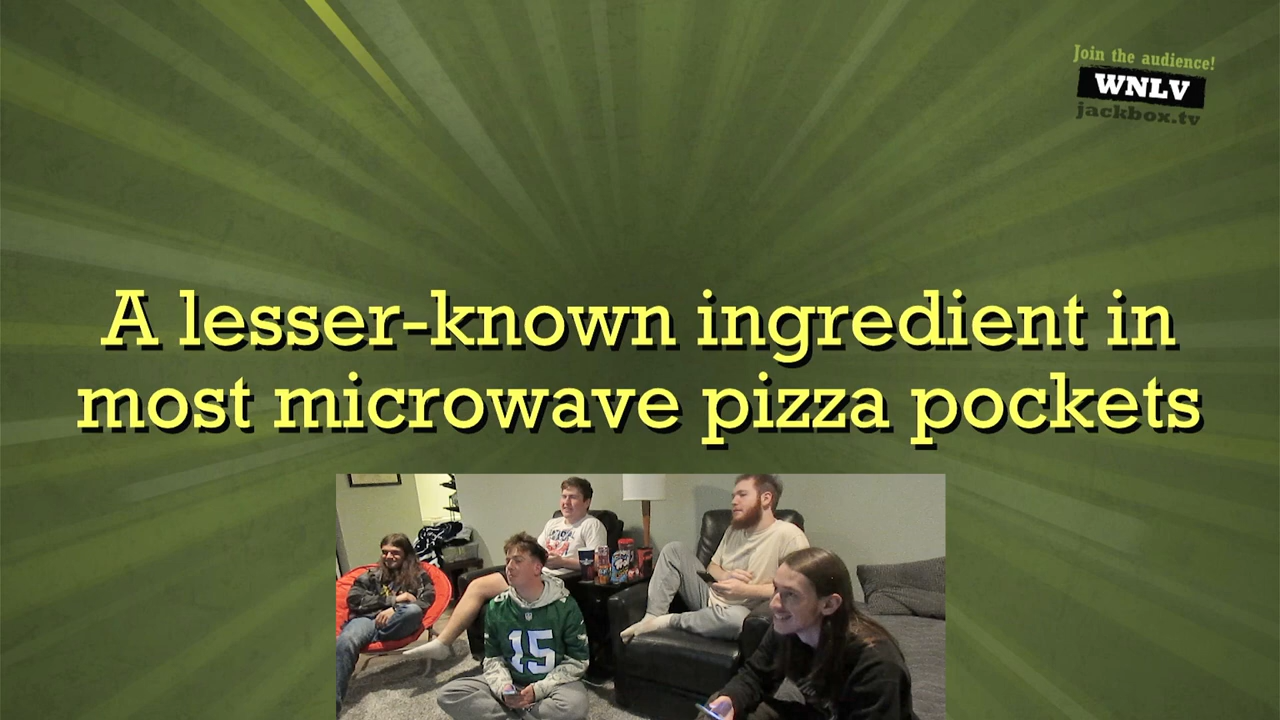 Join the audience!
WNLV
jackbox.tv
A lesser-known ingredient in
most microwave pizza pockets
15